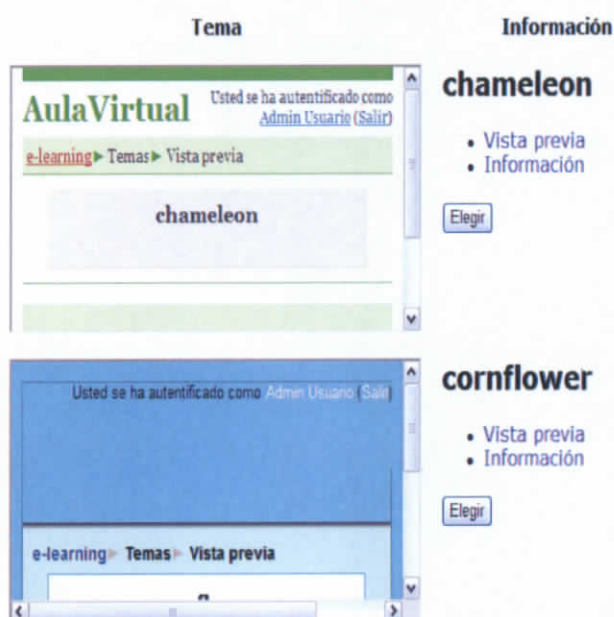 Tema Información
AulaVirtual
Usted se ha autentificado como
Admin Usuario (Salir)
e-learning► Temas► Vista previa
chameleon
chameleon
• Vista previa
• Información
Elegir
Usted se ha autentificado como Admin Usuario (Salir)
e-learning► Temas► Vista previa
cornflower
• Vista previa
• Información
Elegir